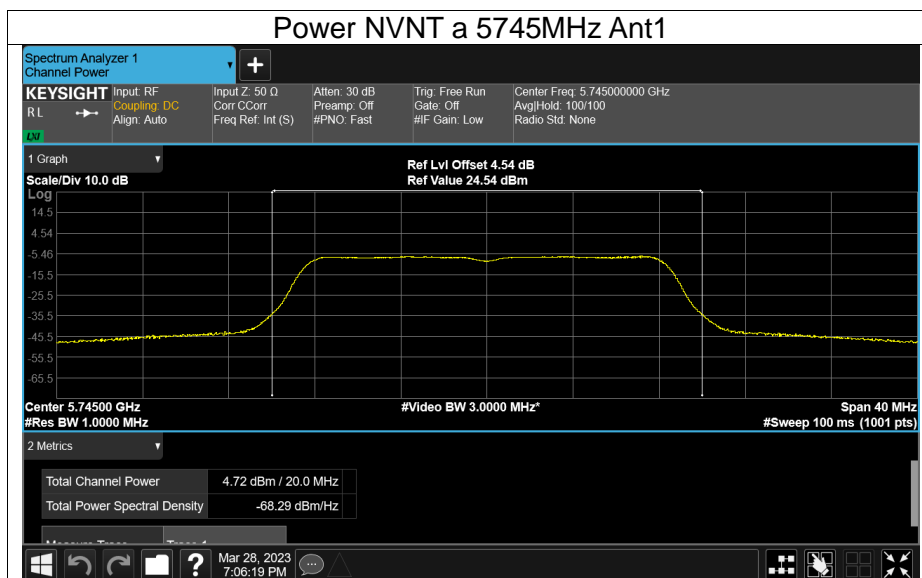 Power NVNT a 5745MHz Ant1
Spectrum Analyzer 1
Channel Power
+
KEYSIGHT
R L
LXI
Input: RF
Coupling: DC
Align: Auto
Input Z: 50 Ω
Corr CCorr
Freq Ref: Int (S)
Atten: 30 dB
Preamp: Off
#PNO: Fast
Trig: Free Run
Gate: Off
#IF Gain: Low
Center Freq: 5.745000000 GHz
Avg|Hold: 100/100
Radio Std: None
1 Graph
Scale/Div 10.0 dB
Ref Lvl Offset 4.54 dB
Ref Value 24.54 dBm
Log
14.5
4.54
-5.46
-15.5
-25.5
-35.5
-45.5
-55.5
-65.5
Center 5.74500 GHz
#Res BW 1.0000 MHz
#Video BW 3.0000 MHz*
Span 40 MHz
#Sweep 100 ms (1001 pts)
2 Metrics
Total Channel Power 4.72 dBm / 20.0 MHz
Total Power Spectral Density -68.29 dBm/Hz
?
Mar 28, 2023
7:06:19 PM